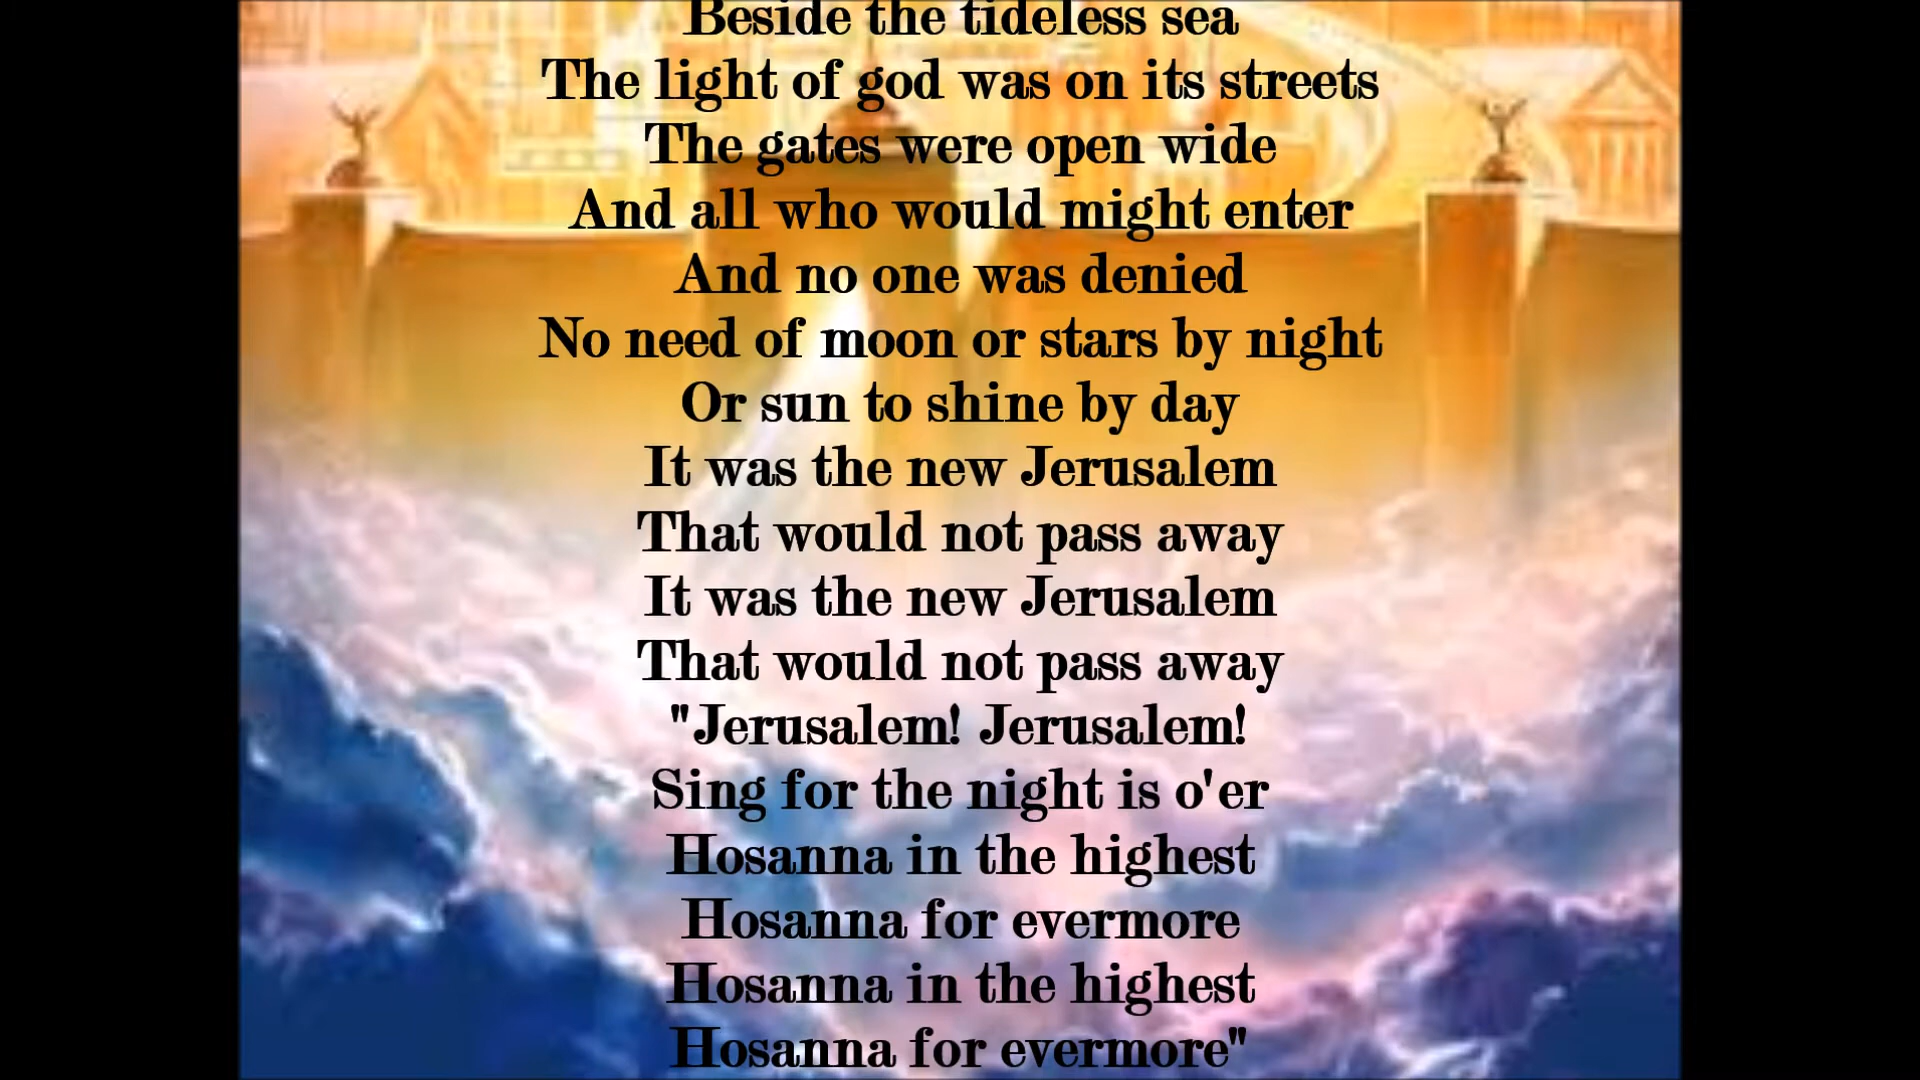 Beside the tideless sea
The light of god was on its streets
The gates were open wide
And all who would might enter
And no one was denied
No need of moon or stars by night
Or sun to shine by day
It was the new Jerusalem
That would not pass away
It was the new Jerusalem
That would not pass away
"Jerusalem! Jerusalem!
Sing for the night is o'er
Hosanna in the highest
Hosanna for evermore
Hosanna in the highest
Hosanna for evermore"